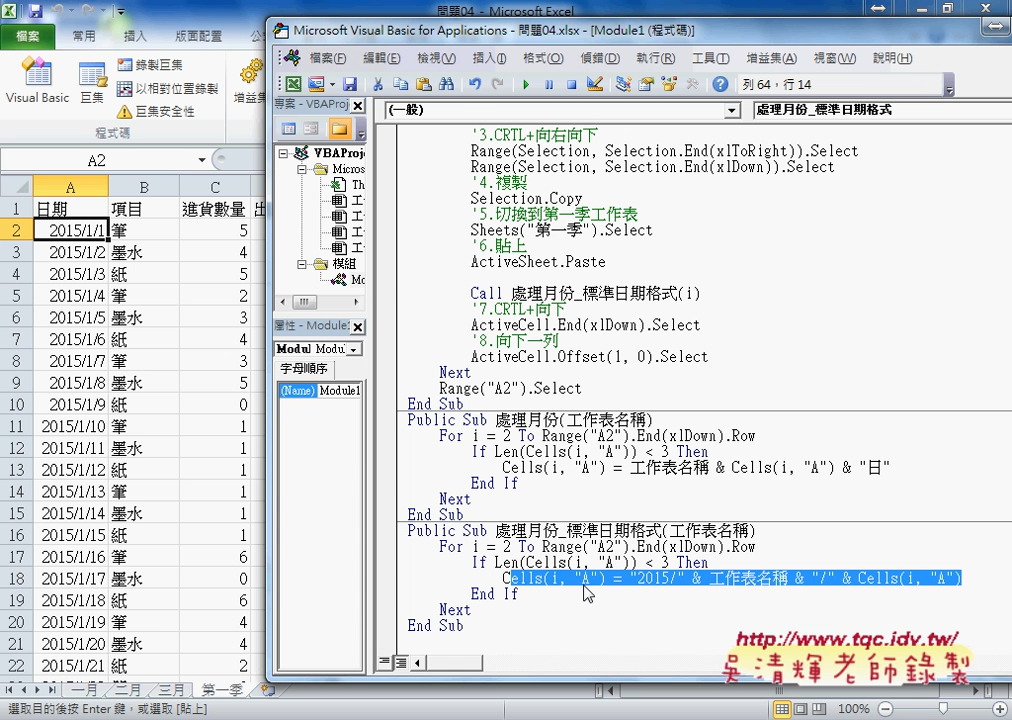 問題04 - Microsoft Excel
Microsoft Visual Basic for Applications - 問題04.xlsx - [Module1 (程式碼)]
檔案 常用 插入 版面配置
檔案(F) 編輯(E) 檢視(V) 插入(I) 格式(O) 偵錯(D) 執行(R) 工具(T) 增益集(A) 視窗(W) 說明(H)
列 64，行 14
Visual Basic 巨集 錄製巨集
以相對位置錄製
巨集安全性
增益集
程式碼
專案 - VBAProj
(一般) 處理月份_標準日期格式
A2
VBAProj
Micros
Th
工
工
工
工
模組
Mo
屬性 - Module1
Modul Modu
字母順序
(Name) Module1
A B C
1 日期 項目 進貨數量 出
2 2015/1/1 筆 5
3 2015/1/2 墨水 4
4 2015/1/3 紙 5
5 2015/1/4 筆 2
6 2015/1/5 墨水 3
7 2015/1/6 紙 4
8 2015/1/7 筆 3
9 2015/1/8 墨水 5
10 2015/1/9 紙 0
11 2015/1/10 筆 1
12 2015/1/11 墨水 1
13 2015/1/12 紙 1
14 2015/1/13 筆 1
15 2015/1/14 墨水 1
16 2015/1/15 紙 1
17 2015/1/16 筆 6
18 2015/1/17 墨水 0
19 2015/1/18 紙 6
20 2015/1/19 筆 4
21 2015/1/20 墨水 4
22 2015/1/21 紙 2
'3.CRTL+向右向下
Range(Selection, Selection.End(xlToRight)).Select
Range(Selection, Selection.End(xlDown)).Select
'4.複製
Selection.Copy
'5.切換到第一季工作表
Sheets("第一季").Select
'6.貼上
ActiveSheet.Paste
Call 處理月份_標準日期格式(i)
'7.CRTL+向下
ActiveCell.End(xlDown).Select
'8.向下一列
ActiveCell.Offset(1, 0).Select
Next
Range("A2").Select
End Sub
Public Sub 處理月份(工作表名稱)
For i = 2 To Range("A2").End(xlDown).Row
If Len(Cells(i, "A")) < 3 Then
Cells(i, "A") = 工作表名稱 & Cells(i, "A") & "日"
End If
Next
End Sub
Public Sub 處理月份_標準日期格式(工作表名稱)
For i = 2 To Range("A2").End(xlDown).Row
If Len(Cells(i, "A")) < 3 Then
Cells(i, "A") = "2015/" & 工作表名稱 & "/" & Cells(i, "A")
End If
Next
End Sub
http://www.tqc.idv.tw/
吳清輝老師錄製
一月 二月 三月 第一季
選取目的後按 Enter 鍵，或選取 [貼上]
100%